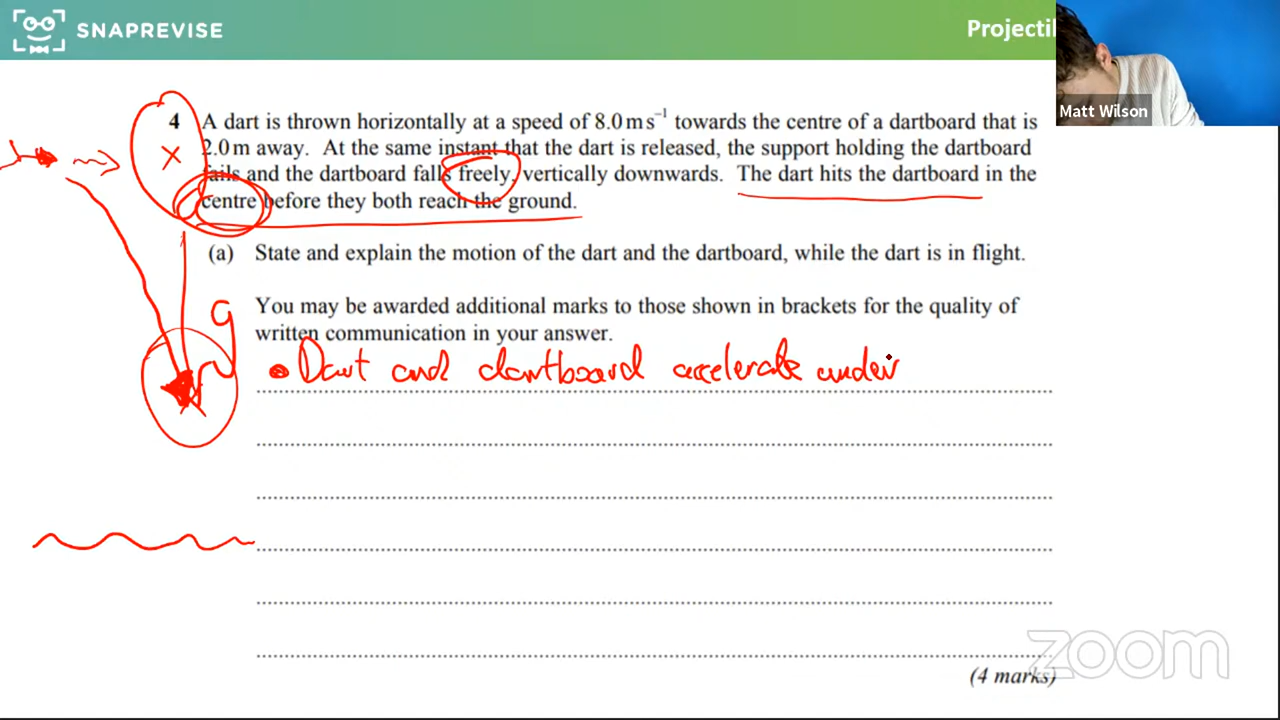 SNAPREVISE
Projectil
Matt Wilson
4 A dart is thrown horizontally at a speed of 8.0 m s⁻¹ towards the centre of a dartboard that is
2.0 m away. At the same instant that the dart is released, the support holding the dartboard
fails and the dartboard falls freely, vertically downwards. The dart hits the dartboard in the
centre before they both reach the ground.
(a) State and explain the motion of the dart and the dartboard, while the dart is in flight.
You may be awarded additional marks to those shown in brackets for the quality of
written communication in your answer.
g
• Dart and dartboard accelerate under
zoom
(4 marks)